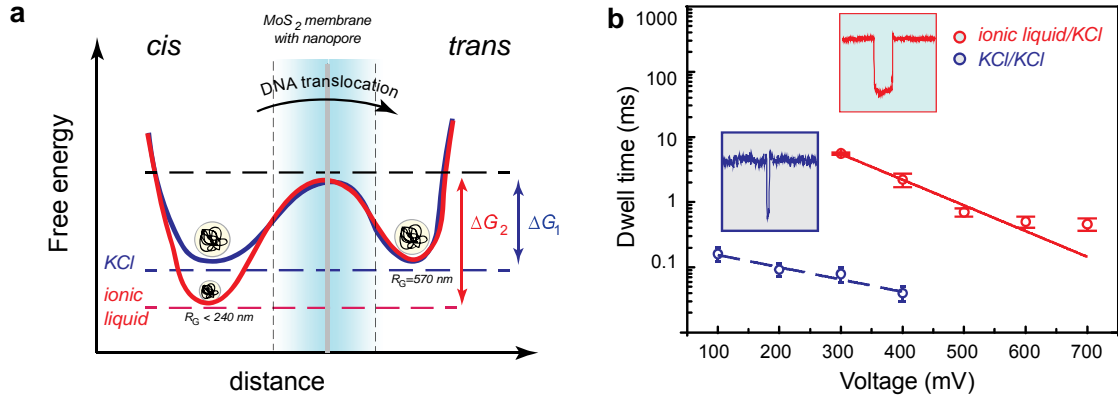 a
MoS2 membrane
with nanopore
cis
trans
DNA translocation
Free energy
ΔG2
ΔG1
KCl
ionic
liquid
RG=570 nm
RG < 240 nm
distance
b
1000
100
10
1
0.1
Dwell time (ms)
ionic liquid/KCl
KCl/KCl
100 200 300 400 500 600 700
Voltage (mV)